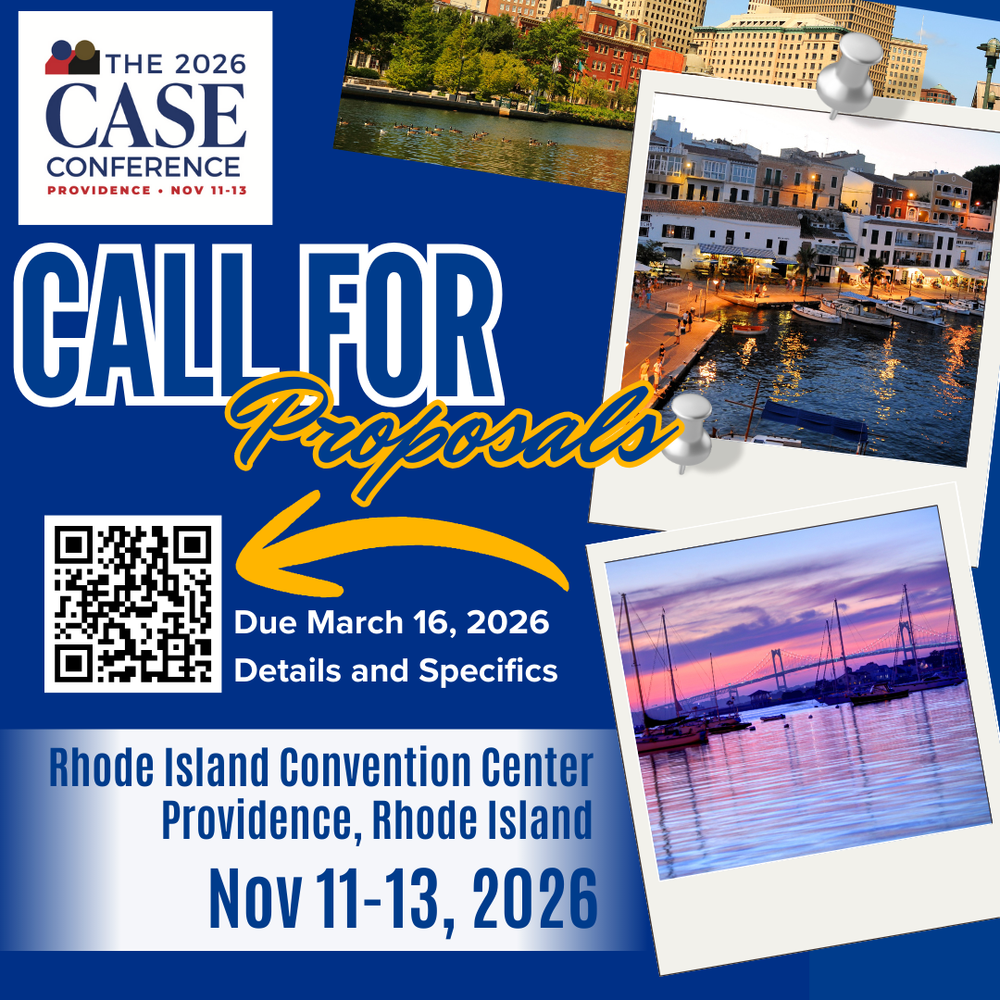 THE 2026
CASE
CONFERENCE
PROVIDENCE • NOV 11-13
CALL FOR
Proposals
Due March 16, 2026
Details and Specifics
Rhode Island Convention Center
Providence, Rhode Island
Nov 11-13, 2026